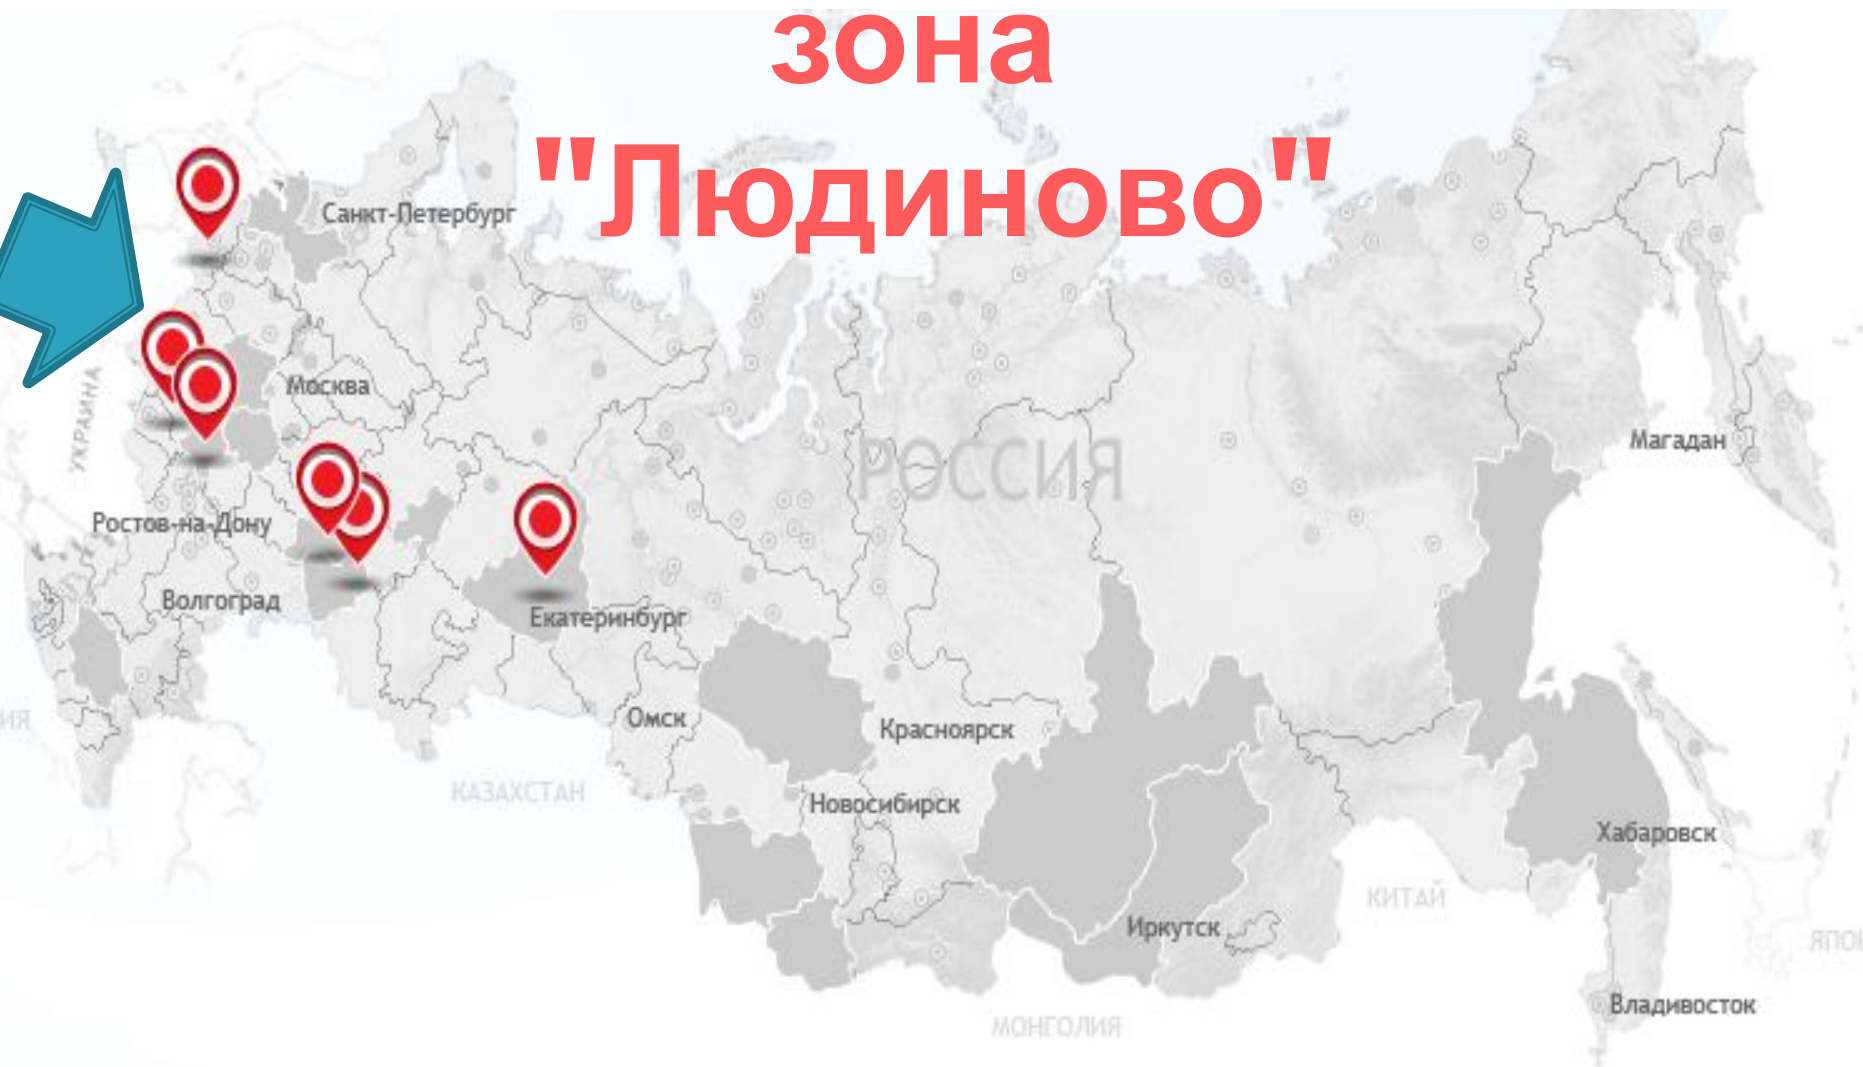 зона
"Людиново"
Санкт-Петербург
УКРАИНА
Москва
РОССИЯ
Магадан
Ростов-на-Дону
Волгоград
Екатеринбург
Омск
Красноярск
КАЗАХСТАН
Новосибирск
Хабаровск
КИТАЙ
Иркутск
Владивосток
МОНГОЛИЯ